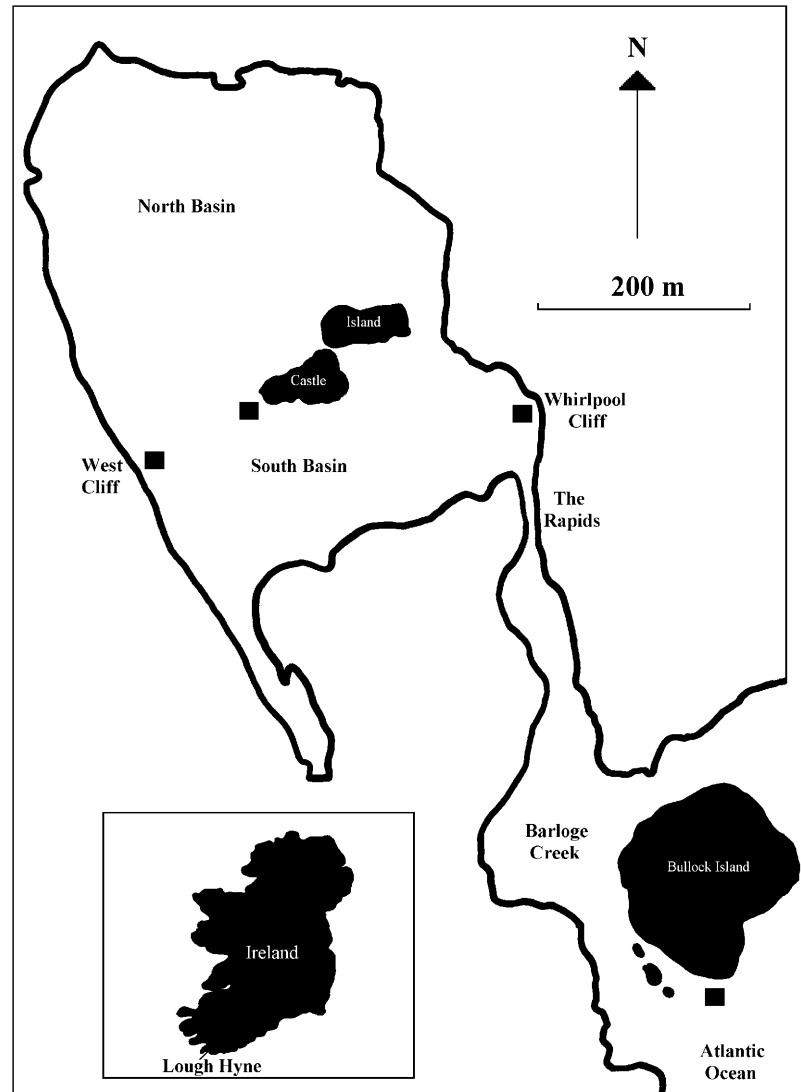 N
North Basin
200 m
Island
Castle
Whirlpool
Cliff
West
Cliff
South Basin
The
Rapids
Barloge
Creek
Bullock Island
Ireland
Lough Hyne
Atlantic
Ocean